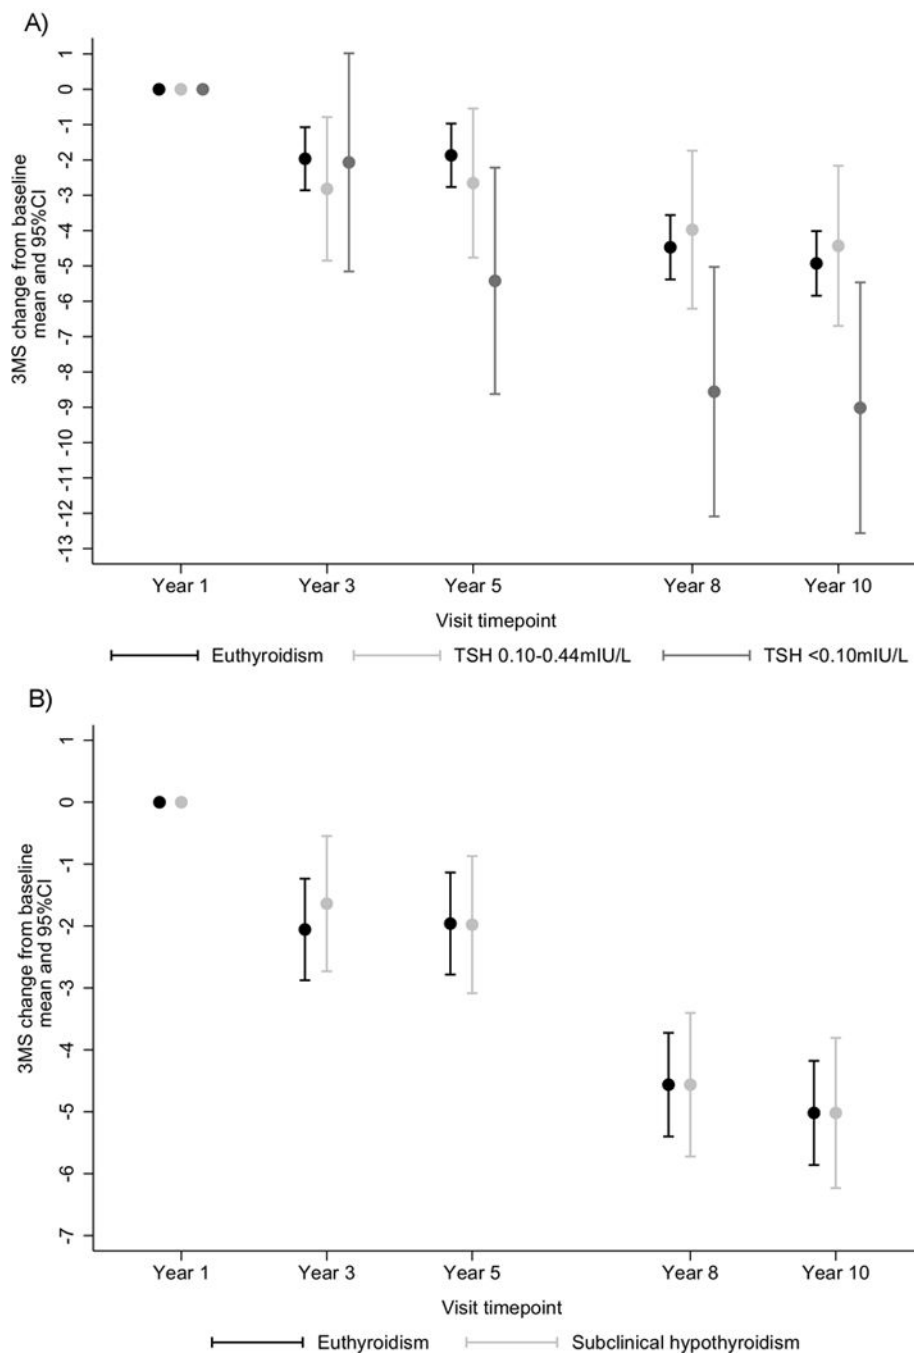 A)
3MS change from baseline
mean and 95%CI
1
0
-1
-2
-3
-4
-5
-6
-7
-8
-9
-10
-11
-12
-13
Year 1 Year 3 Year 5 Year 8 Year 10
Visit timepoint
Euthyroidism TSH 0.10-0.44mIU/L TSH <0.10mIU/L
B)
3MS change from baseline
mean and 95%CI
1
0
-1
-2
-3
-4
-5
-6
-7
Year 1 Year 3 Year 5 Year 8 Year 10
Visit timepoint
Euthyroidism Subclinical hypothyroidism